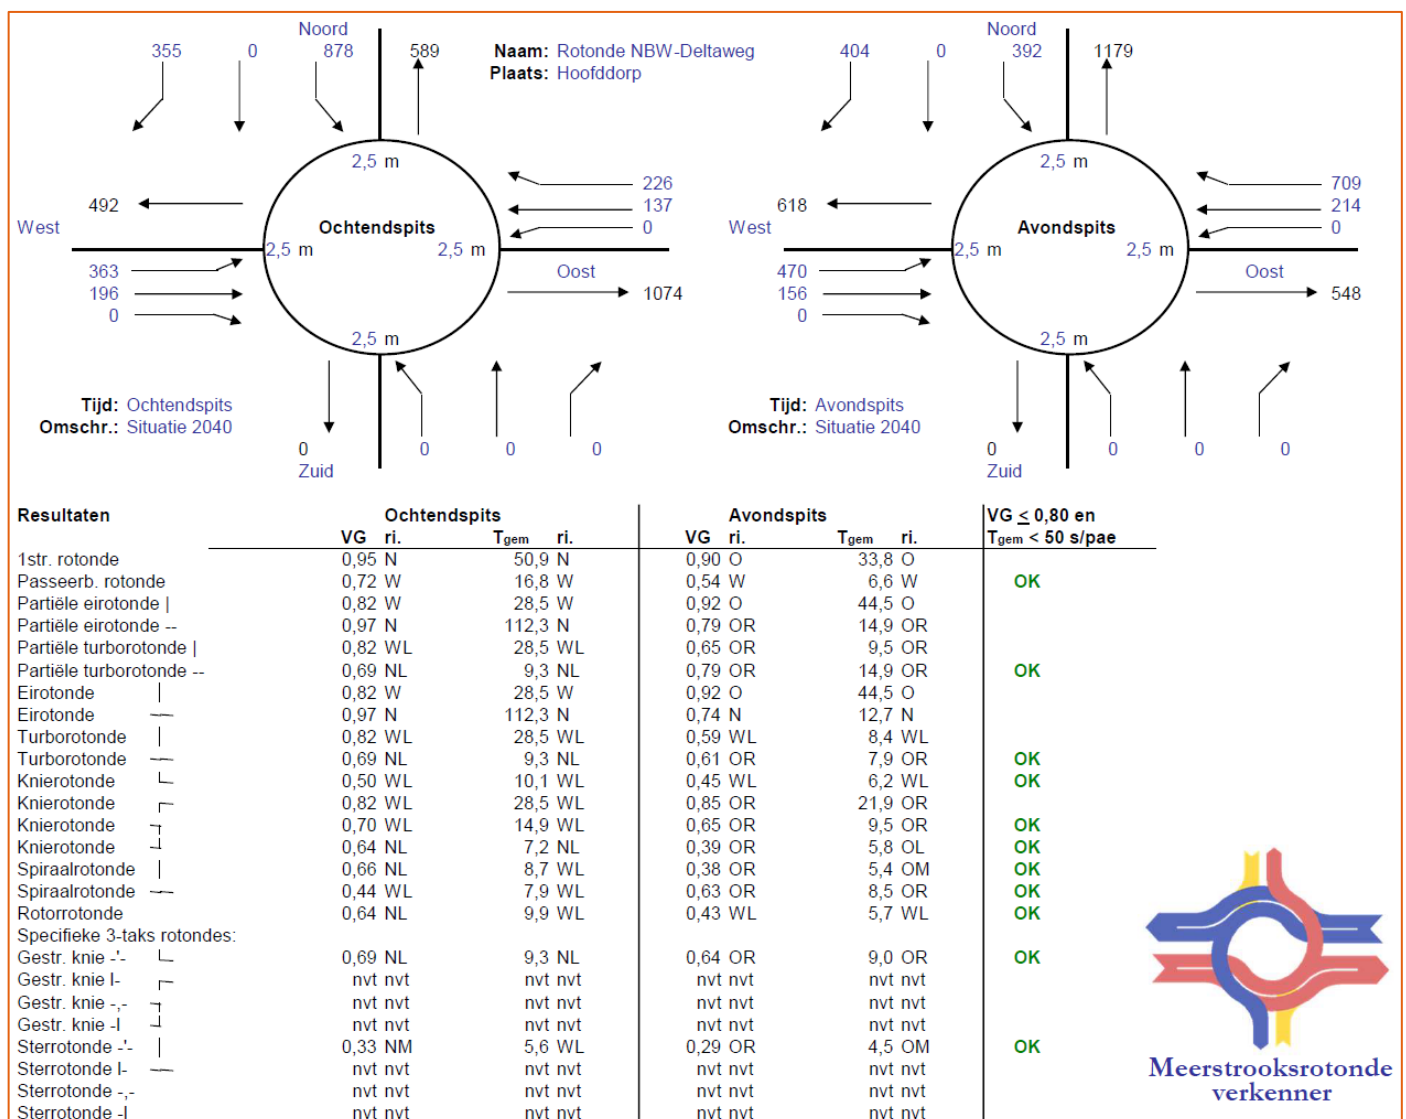 Noord
355 0 878 589
Naam: Rotonde NBW-Deltaweg
Plaats: Hoofddorp
2,5 m
226
137
0
492
West
Ochtendspits
2,5 m 2,5 m
363
196
0
Oost
1074
2,5 m
Tijd: Ochtendspits
Omschr.: Situatie 2040
0 0 0 0
Zuid
Noord
404 0 392 1179
2,5 m
709
214
0
618
West
Avondspits
2,5 m 2,5 m
470
156
0
Oost
548
2,5 m
Tijd: Avondspits
Omschr.: Situatie 2040
0 0 0 0
Zuid
Resultaten Ochtendspits Avondspits VG ≤ 0,80 en
VG ri. Tgem ri. VG ri. Tgem ri. Tgem < 50 s/pae
1str. rotonde 0,95 N 50,9 N 0,90 O 33,8 O
Passeerb. rotonde 0,72 W 16,8 W 0,54 W 6,6 W OK
Partiële eirotonde | 0,82 W 28,5 W 0,92 O 44,5 O
Partiële eirotonde -- 0,97 N 112,3 N 0,79 OR 14,9 OR
Partiële turborotonde | 0,82 WL 28,5 WL 0,65 OR 9,5 OR
Partiële turborotonde -- 0,69 NL 9,3 NL 0,79 OR 14,9 OR OK
Eirotonde 0,82 W 28,5 W 0,92 O 44,5 O
Eirotonde 0,97 N 112,3 N 0,74 N 12,7 N
Turborotonde 0,82 WL 28,5 WL 0,59 WL 8,4 WL
Turborotonde 0,69 NL 9,3 NL 0,61 OR 7,9 OR OK
Knierotonde 0,50 WL 10,1 WL 0,45 WL 6,2 WL OK
Knierotonde 0,82 WL 28,5 WL 0,85 OR 21,9 OR
Knierotonde 0,70 WL 14,9 WL 0,65 OR 9,5 OR OK
Knierotonde 0,64 NL 7,2 NL 0,39 OR 5,8 OL OK
Spiraalrotonde 0,66 NL 8,7 WL 0,38 OR 5,4 OM OK
Spiraalrotonde 0,44 WL 7,9 WL 0,63 OR 8,5 OR OK
Rotorrotonde 0,64 NL 9,9 WL 0,43 WL 5,7 WL OK
Specifieke 3-taks rotondes:
Gestr. knie -'- 0,69 NL 9,3 NL 0,64 OR 9,0 OR OK
Gestr. knie I- nvt nvt nvt nvt nvt nvt nvt nvt
Gestr. knie -,- nvt nvt nvt nvt nvt nvt nvt nvt
Gestr. knie -I nvt nvt nvt nvt nvt nvt nvt nvt
Sterrotonde -'- 0,33 NM 5,6 WL 0,29 OR 4,5 OM OK
Sterrotonde I- nvt nvt nvt nvt nvt nvt nvt nvt
Sterrotonde -,- nvt nvt nvt nvt nvt nvt nvt nvt
Sterrotonde -I nvt nvt nvt nvt nvt nvt nvt nvt
Meerstrooksrotonde
verkenner